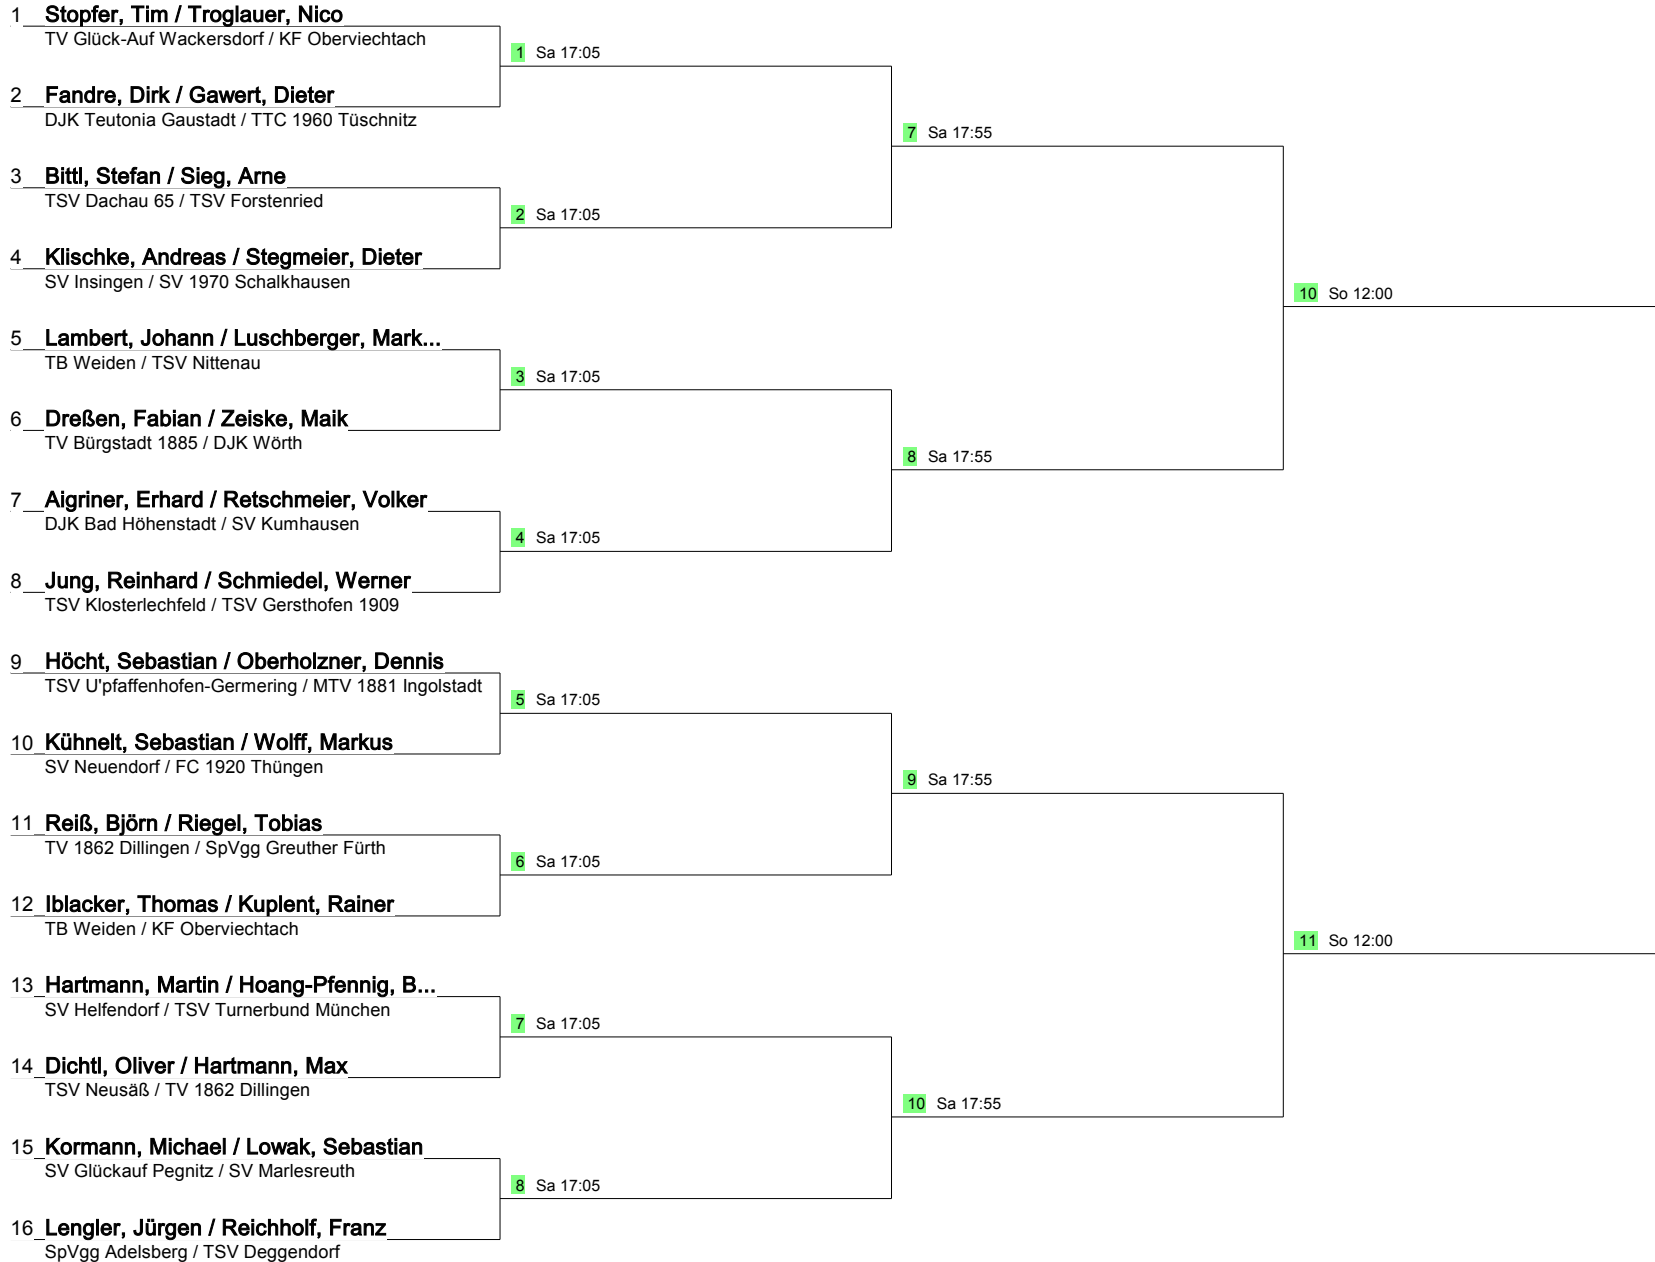 1 Stopfer, Tim / Troglauer, Nico
TV Glück-Auf Wackersdorf / KF Oberviechtach
1 Sa 17:05
2 Fandre, Dirk / Gawert, Dieter
DJK Teutonia Gaustadt / TTC 1960 Tüschnitz
7 Sa 17:55
3 Bittl, Stefan / Sieg, Arne
TSV Dachau 65 / TSV Forstenried
2 Sa 17:05
4 Klischke, Andreas / Stegmeier, Dieter
SV Insingen / SV 1970 Schalkhausen
10 So 12:00
5 Lambert, Johann / Luschberger, Mark...
TB Weiden / TSV Nittenau
3 Sa 17:05
6 Dreßen, Fabian / Zeiske, Maik
TV Bürgstadt 1885 / DJK Wörth
8 Sa 17:55
7 Aigriner, Erhard / Retschmeier, Volker
DJK Bad Höhenstadt / SV Kumhausen
4 Sa 17:05
8 Jung, Reinhard / Schmiedel, Werner
TSV Klosterlechfeld / TSV Gersthofen 1909
9 Höcht, Sebastian / Oberholzner, Dennis
TSV U'pfaffenhofen-Germering / MTV 1881 Ingolstadt
5 Sa 17:05
10 Kühnelt, Sebastian / Wolff, Markus
SV Neuendorf / FC 1920 Thüngen
9 Sa 17:55
11 Reiß, Björn / Riegel, Tobias
TV 1862 Dillingen / SpVgg Greuther Fürth
6 Sa 17:05
12 Iblacker, Thomas / Kuplent, Rainer
TB Weiden / KF Oberviechtach
11 So 12:00
13 Hartmann, Martin / Hoang-Pfennig, B...
SV Helfendorf / TSV Turnerbund München
7 Sa 17:05
14 Dichtl, Oliver / Hartmann, Max
TSV Neusäß / TV 1862 Dillingen
10 Sa 17:55
15 Kormann, Michael / Lowak, Sebastian
SV Glückauf Pegnitz / SV Marlesreuth
8 Sa 17:05
16 Lengler, Jürgen / Reichholf, Franz
SpVgg Adelsberg / TSV Deggendorf